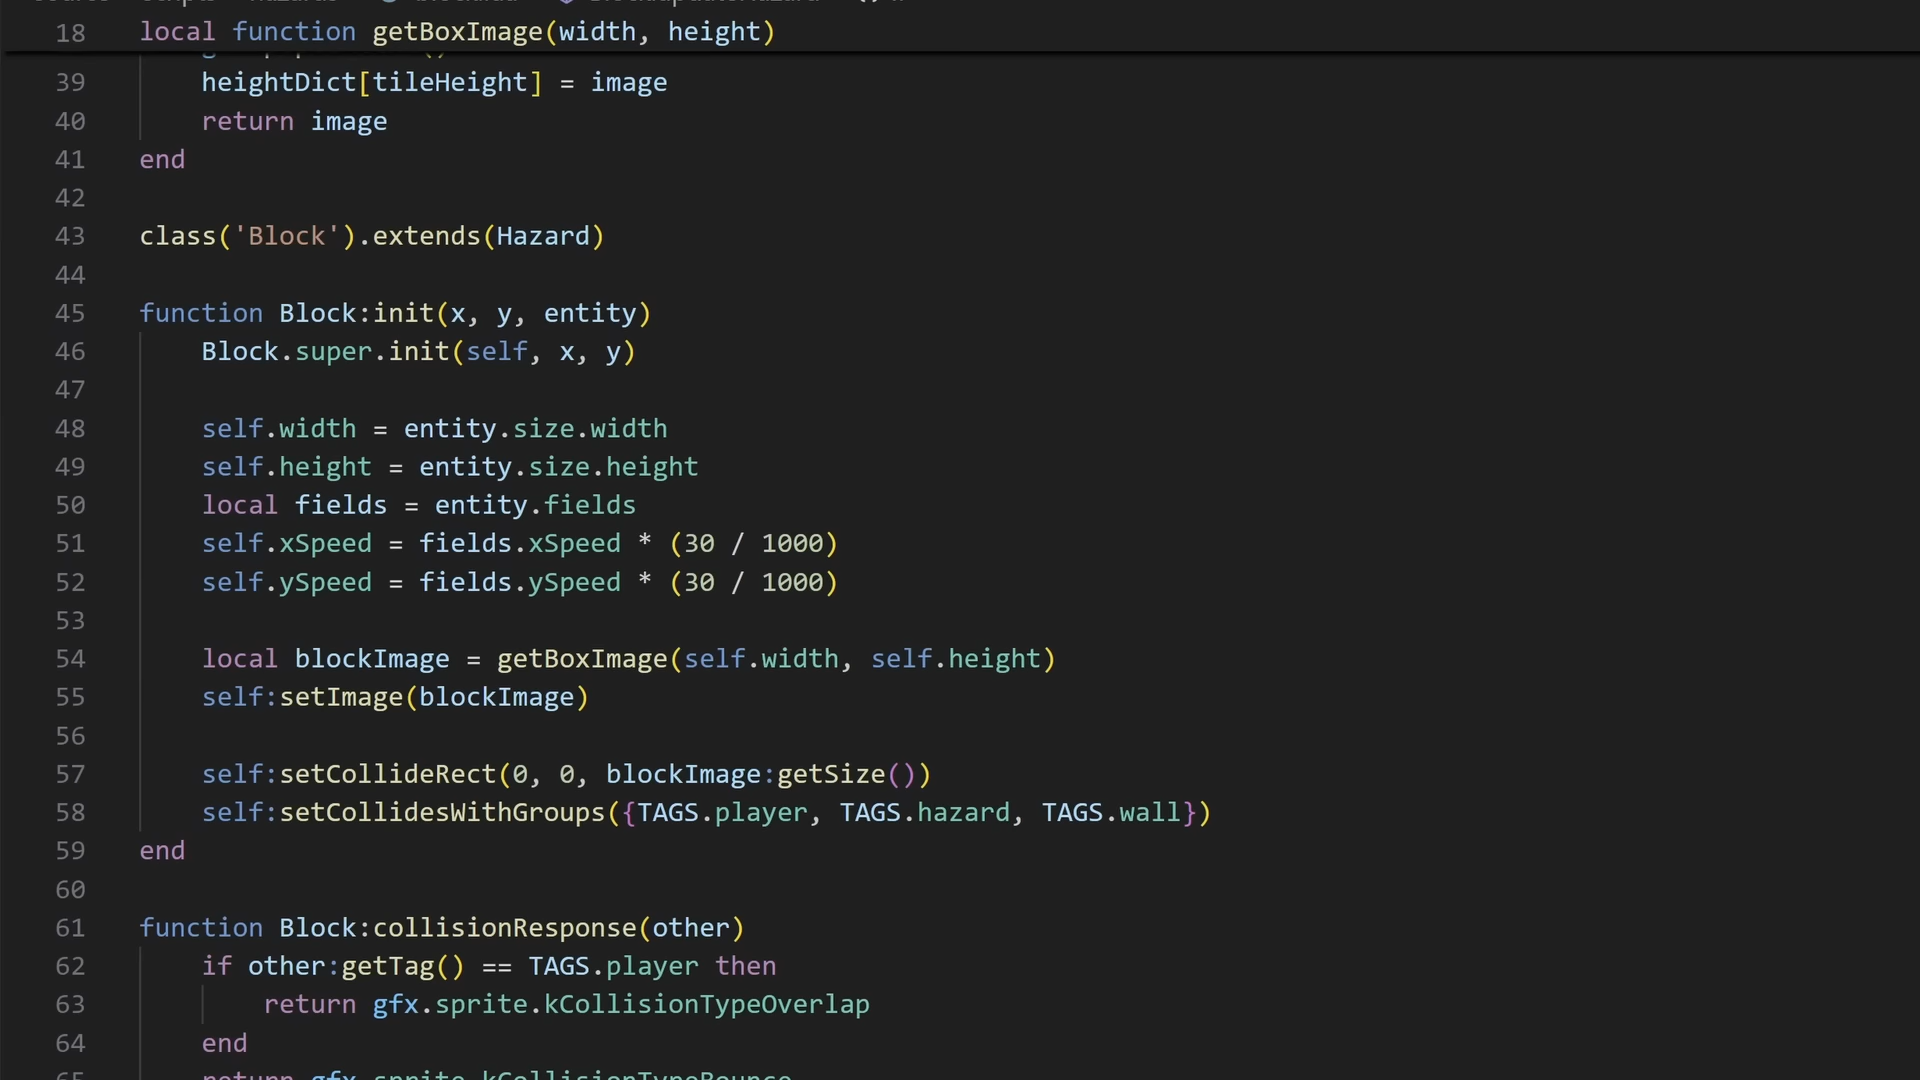 18 local function getBoxImage(width, height)
39 heightDict[tileHeight] = image
40 return image
41 end
42
43 class('Block').extends(Hazard)
44
45 function Block:init(x, y, entity)
46 Block.super.init(self, x, y)
47
48 self.width = entity.size.width
49 self.height = entity.size.height
50 local fields = entity.fields
51 self.xSpeed = fields.xSpeed * (30 / 1000)
52 self.ySpeed = fields.ySpeed * (30 / 1000)
53
54 local blockImage = getBoxImage(self.width, self.height)
55 self:setImage(blockImage)
56
57 self:setCollideRect(0, 0, blockImage:getSize())
58 self:setCollidesWithGroups({TAGS.player, TAGS.hazard, TAGS.wall})
59 end
60
61 function Block:collisionResponse(other)
62 if other:getTag() == TAGS.player then
63 return gfx.sprite.kCollisionTypeOverlap
64 end
65 return gfx.sprite.kCollisionTypeBounce